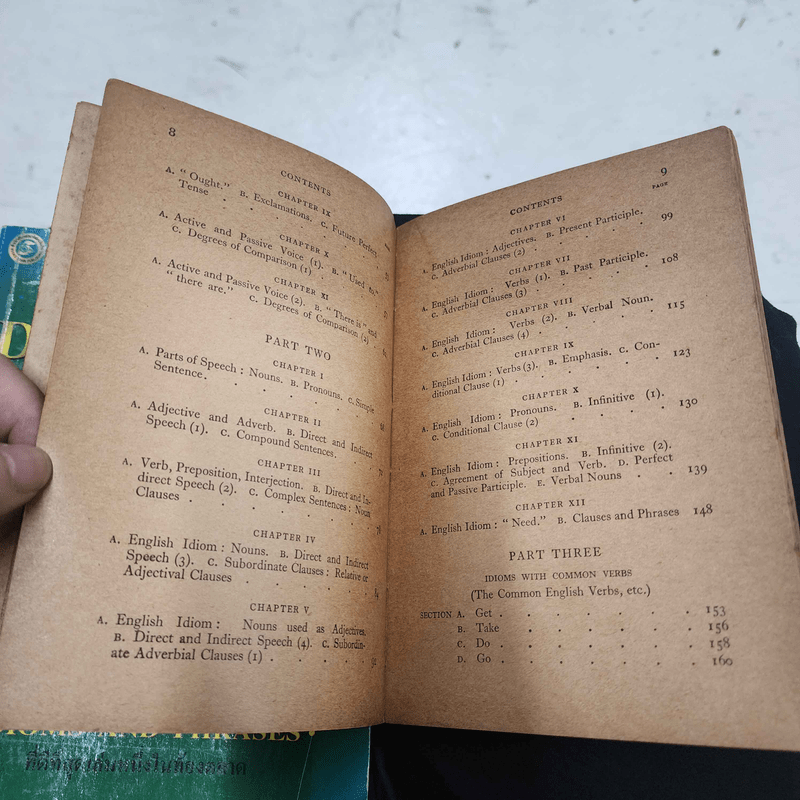 8
CONTENTS
CHAPTER IX
A. "Ought." B. Exclamations. C. Future Perfect
Tense
CHAPTER X
A. Active and Passive Voice (1). B. "Used to."
C. Degrees of Comparison (1)
CHAPTER XI
A. Active and Passive Voice (2). B. "There is" and
"there are." C. Degrees of Comparison (2)
PART TWO
CHAPTER I
A. Parts of Speech : Nouns. B. Pronouns. C. Simple
Sentence
CHAPTER II
A. Adjective and Adverb. B. Direct and Indirect
Speech (1). C. Compound Sentences
CHAPTER III
A. Verb, Preposition, Interjection. B. Direct and In-
direct Speech (2). C. Complex Sentences : Noun
Clauses
CHAPTER IV
A. English Idiom : Nouns. B. Direct and Indirect
Speech (3). C. Subordinate Clauses : Relative or
Adjectival Clauses
CHAPTER V
A. English Idiom : Nouns used as Adjectives.
B. Direct and Indirect Speech (4). C. Subordin-
ate Adverbial Clauses (1)
9
CONTENTS
PAGE
CHAPTER VI
A. English Idiom : Adjectives. B. Present Participle.
C. Adverbial Clauses (2) 99
CHAPTER VII
A. English Idiom : Verbs (1). B. Past Participle.
C. Adverbial Clauses (3) 108
CHAPTER VIII
A. English Idiom : Verbs (2). B. Verbal Noun.
C. Adverbial Clauses (4) 115
CHAPTER IX
A. English Idiom : Verbs (3). B. Emphasis. C. Con-
ditional Clause (1) 123
CHAPTER X
A. English Idiom : Pronouns. B. Infinitive (1).
C. Conditional Clause (2) 130
CHAPTER XI
A. English Idiom : Prepositions. B. Infinitive (2).
C. Agreement of Subject and Verb. D. Perfect
and Passive Participle. E. Verbal Nouns 139
CHAPTER XII
A. English Idiom : "Need." B. Clauses and Phrases 148
PART THREE
IDIOMS WITH COMMON VERBS
(The Common English Verbs, etc.)
SECTION A. Get 153
B. Take 156
C. Do 158
D. Go 160
PHRASES